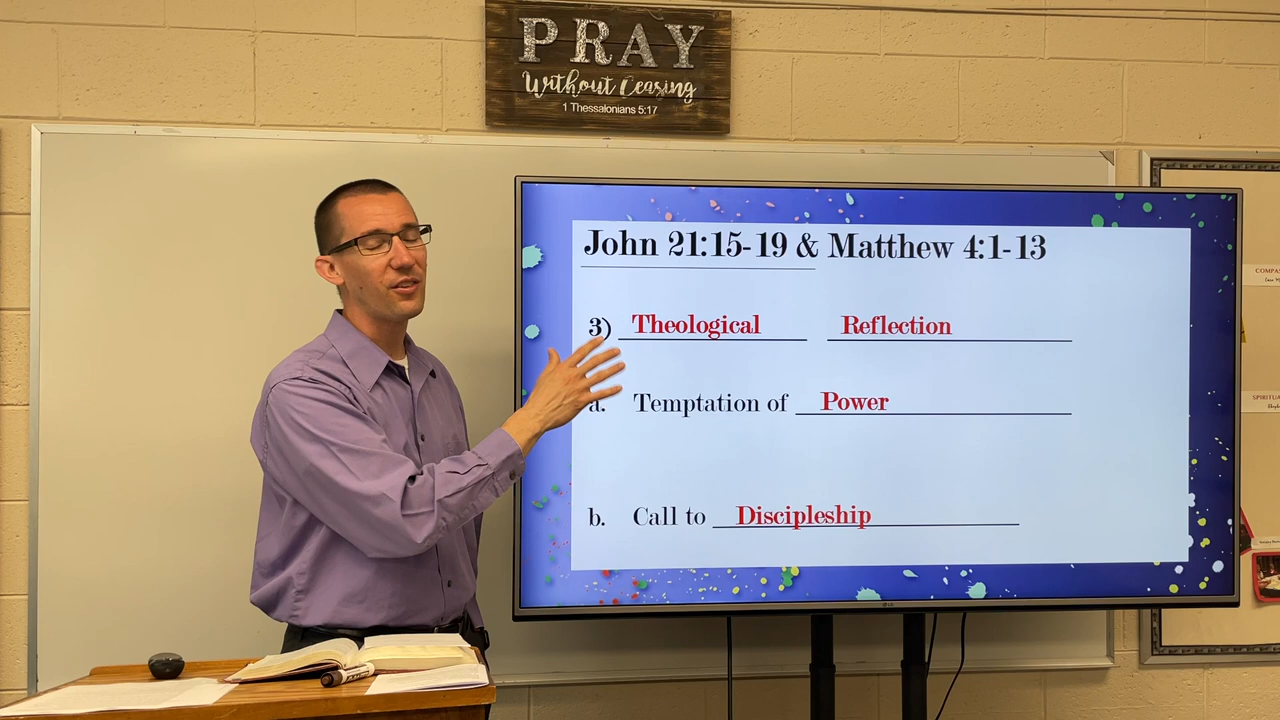 PRAY
Without Ceasing
1 Thessalonians 5:17
John 21:15-19 & Matthew 4:1-13
3) Theological Reflection
a. Temptation of Power
b. Call to Discipleship
LG